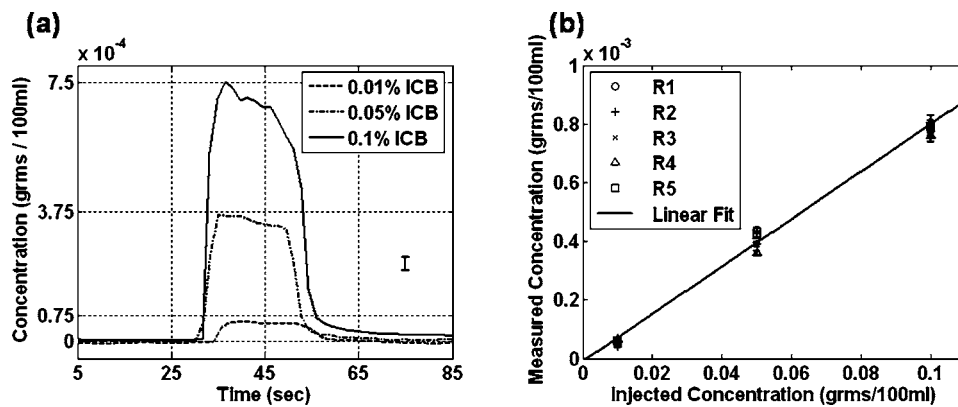 (a)
x 10-4
7.5
3.75
0.75
0
Concentration (grms / 100ml)
0.01% ICB
0.05% ICB
0.1% ICB
5 25 45 65 85
Time (sec)
(b)
x 10-3
1
0.8
0.6
0.4
0.2
0
Measured Concentration (grms/100ml)
R1
R2
R3
R4
R5
Linear Fit
0 0.02 0.04 0.06 0.08 0.1
Injected Concentration (grms/100ml)